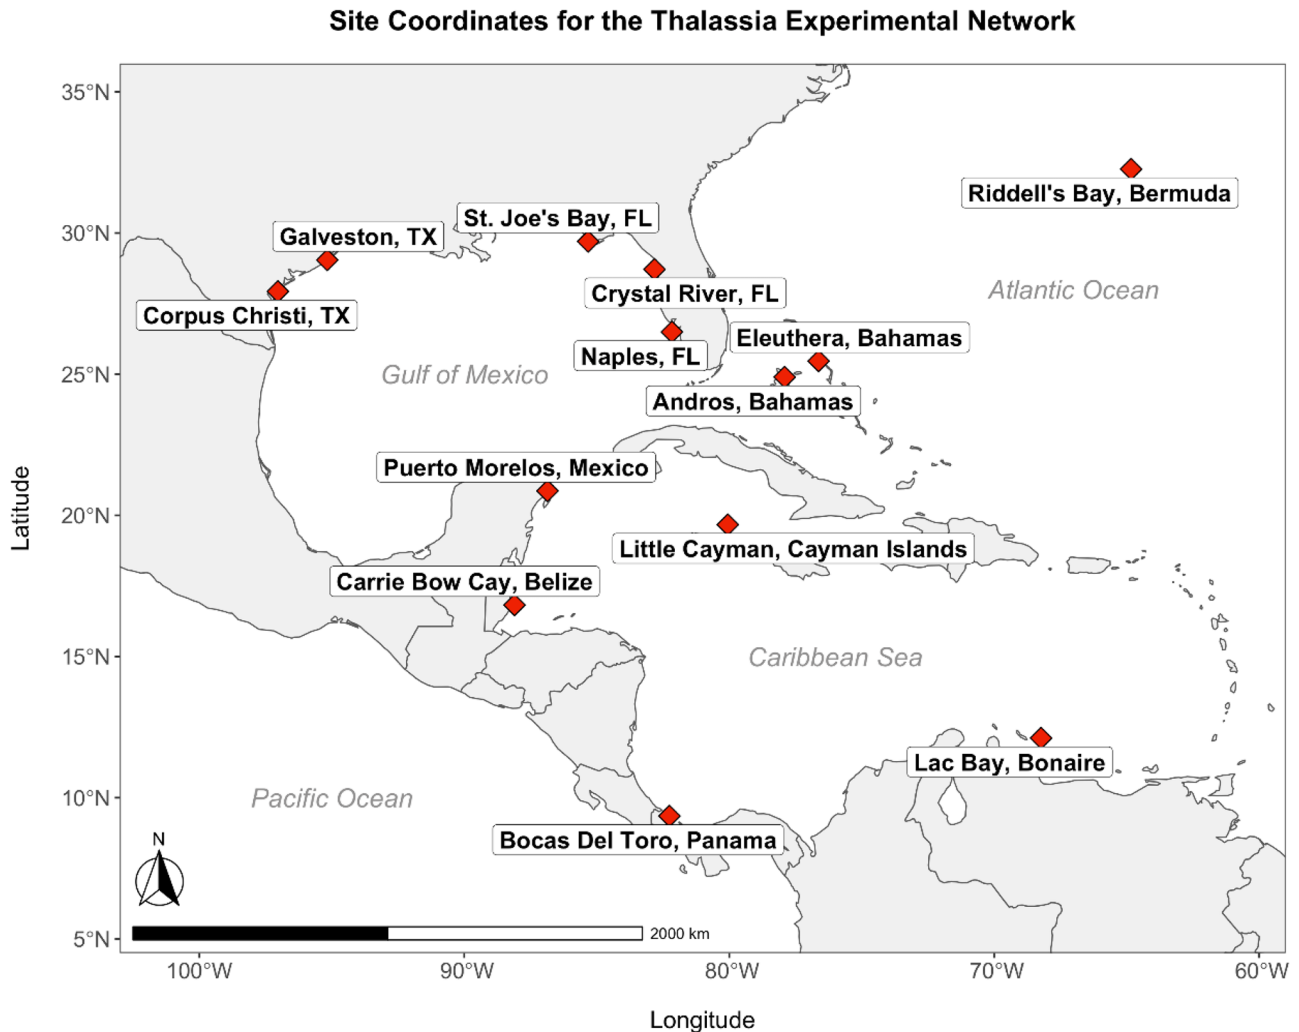 Site Coordinates for the Thalassia Experimental Network
35°N
Riddell's Bay, Bermuda
St. Joe's Bay, FL
30°N
Galveston, TX
Crystal River, FL
Atlantic Ocean
Corpus Christi, TX
Eleuthera, Bahamas
Naples, FL
25°N
Gulf of Mexico
Andros, Bahamas
Puerto Morelos, Mexico
Latitude
20°N
Little Cayman, Cayman Islands
Carrie Bow Cay, Belize
15°N
Caribbean Sea
Lac Bay, Bonaire
10°N
Pacific Ocean
Bocas Del Toro, Panama
N
2000 km
5°N
100°W
90°W
80°W
70°W
60°W
Longitude